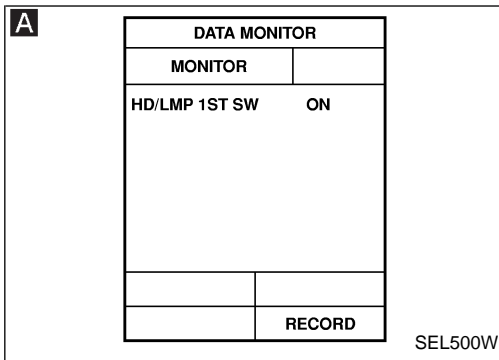 A
DATA MONITOR
MONITOR
HD/LMP 1ST SW ON
RECORD
SEL500W